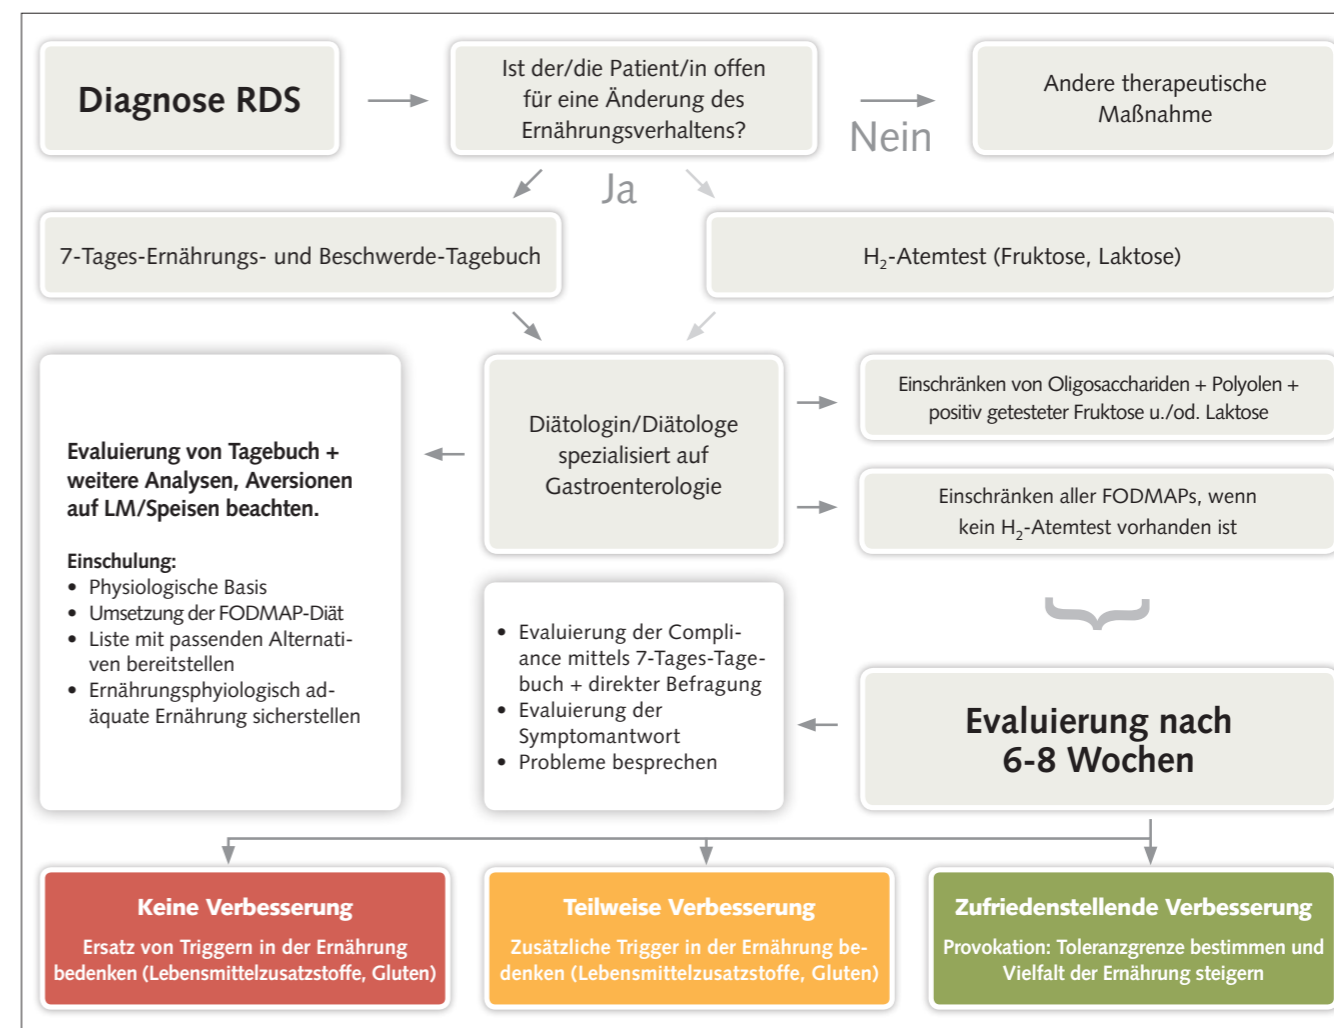 Diagnose RDS
Ist der/die Patient/in offen
für eine Änderung des
Ernährungsverhaltens?
Nein
Andere therapeutische
Maßnahme
Ja
7-Tages-Ernährungs- und Beschwerde-Tagebuch
H₂-Atemtest (Fruktose, Laktose)
Evaluierung von Tagebuch +
weitere Analysen, Aversionen
auf LM/Speisen beachten.
Einschulung:
• Physiologische Basis
• Umsetzung der FODMAP-Diät
• Liste mit passenden Alternati-
ven bereitstellen
• Ernährungsphyiologisch ad-
äquate Ernährung sicherstellen
Diätologin/Diätologe
spezialisiert auf
Gastroenterologie
Einschränken von Oligosacchariden + Polyolen +
positiv getesteter Fruktose u./od. Laktose
Einschränken aller FODMAPs, wenn
kein H₂-Atemtest vorhanden ist
• Evaluierung der Compli-
ance mittels 7-Tages-Tage-
buch + direkter Befragung
• Evaluierung der
Symptomantwort
• Probleme besprechen
Evaluierung nach
6-8 Wochen
Keine Verbesserung
Ersatz von Triggern in der Ernährung
bedenken (Lebensmittelzusatzstoffe, Gluten)
Teilweise Verbesserung
Zusätzliche Trigger in der Ernährung be-
denken (Lebensmittelzusatzstoffe, Gluten)
Zufriedenstellende Verbesserung
Provokation: Toleranzgrenze bestimmen und
Vielfalt der Ernährung steigern